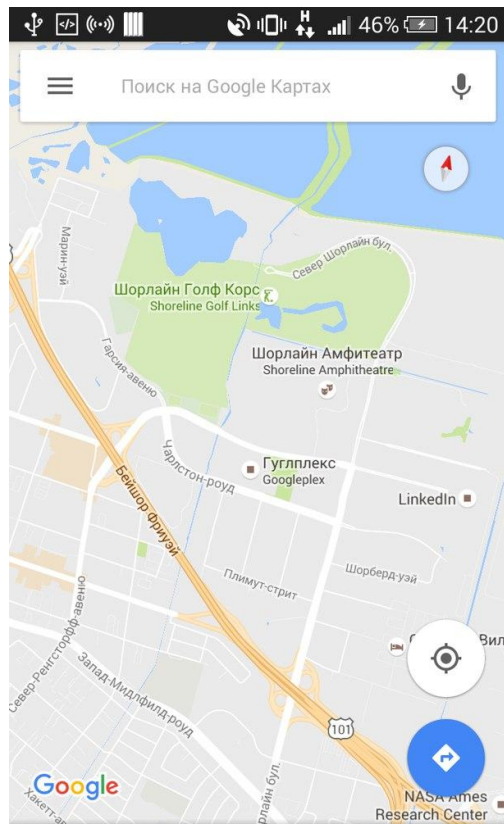 46% 14:20
Поиск на Google Картах
Марин-уэй
Север Шорлайн бул.
Шорлайн Голф Корс
Shoreline Golf Links
Шорлайн Амфитеатр
Shoreline Amphitheatre
Гарсия-авеню
Чарлстон-роуд
Гуглплекс
Googleplex
LinkedIn
Бейшор Фриуэй
Плимут-стрит
Шорберд-уэй
Север-Ренгсторфф-авеню
Запад-Мидлфилд-роуд
101
Google
NASA Ames
Research Center